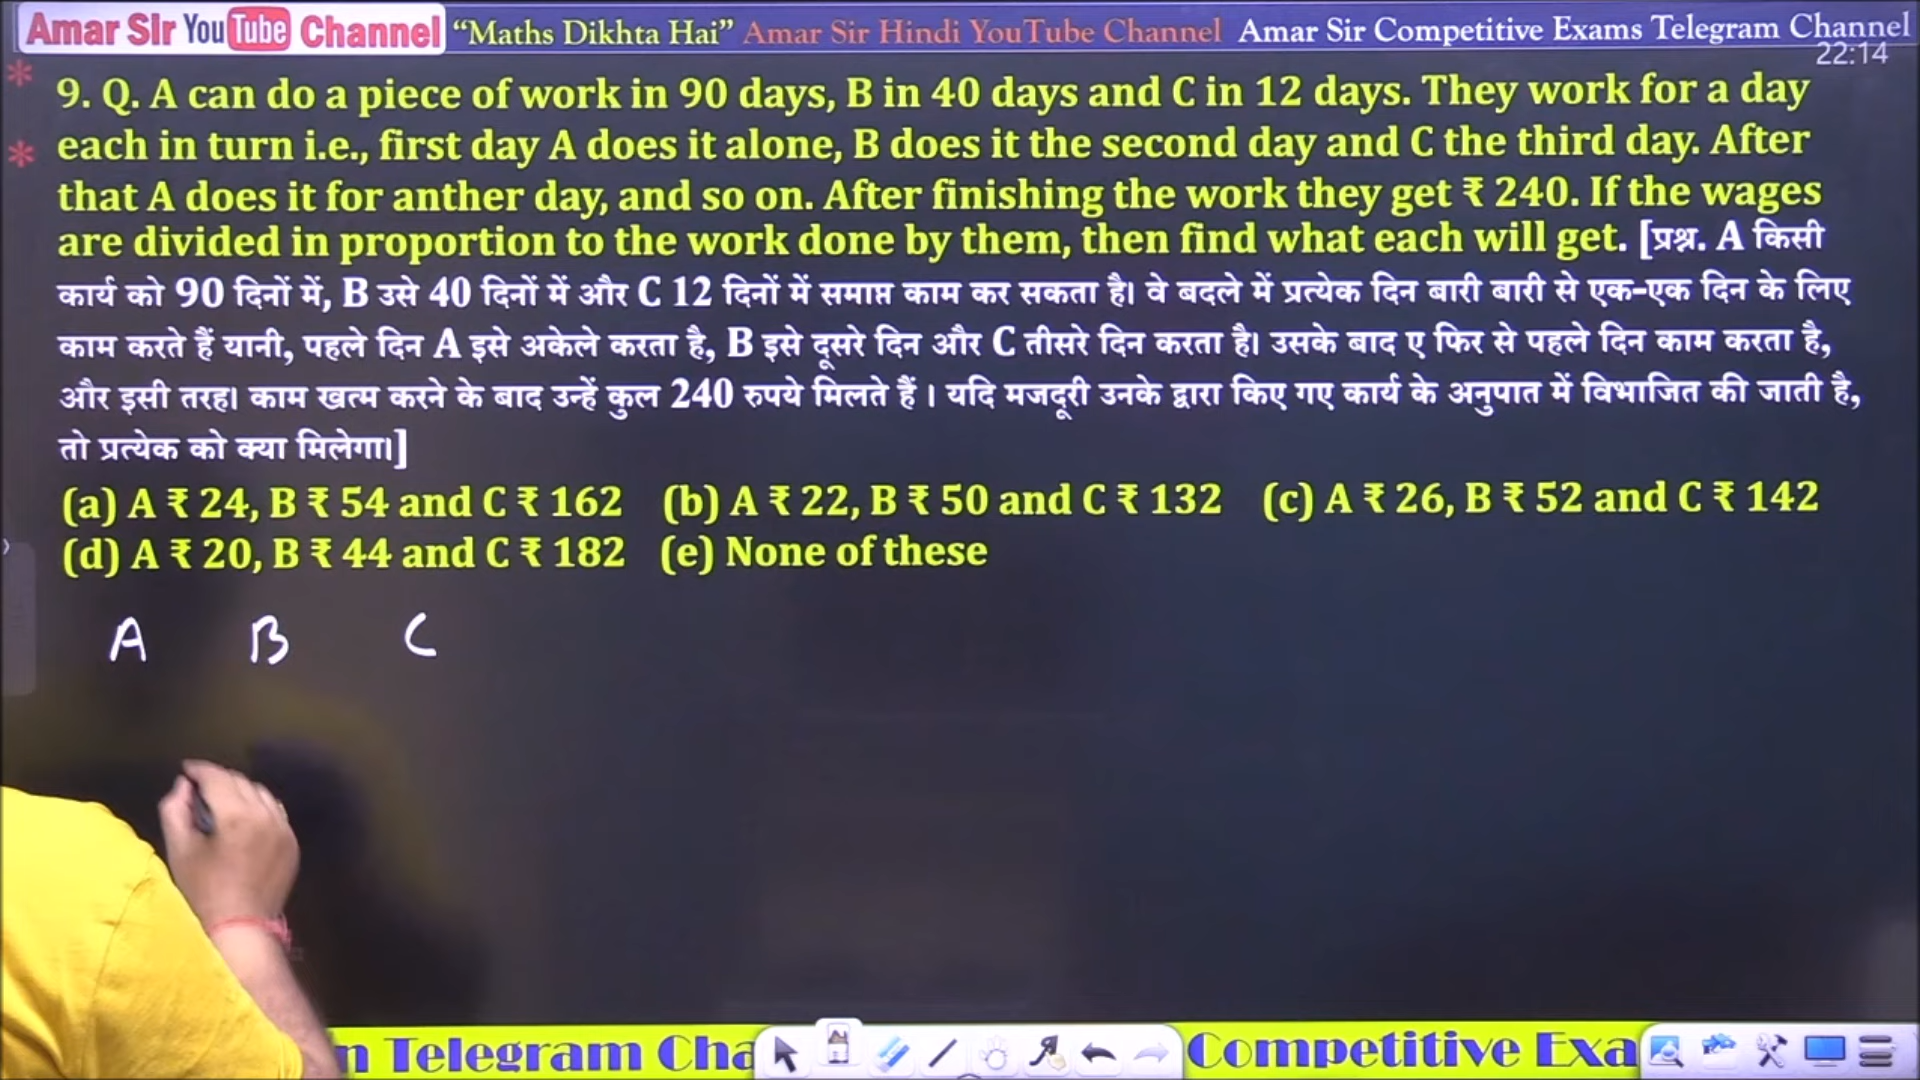 Amar Sir YouTube Channel "Maths Dikhta Hai" Amar Sir Hindi YouTube Channel Amar Sir Competitive Exams Telegram Channel
22:14
* 9. Q. A can do a piece of work in 90 days, B in 40 days and C in 12 days. They work for a day
* each in turn i.e., first day A does it alone, B does it the second day and C the third day. After
that A does it for anther day, and so on. After finishing the work they get ₹ 240. If the wages
are divided in proportion to the work done by them, then find what each will get. [प्रश्न. A किसी
कार्य को 90 दिनों में, B उसे 40 दिनों में और C 12 दिनों में समाप्त काम कर सकता है। वे बदले में प्रत्येक दिन बारी बारी से एक-एक दिन के लिए
काम करते हैं यानी, पहले दिन A इसे अकेले करता है, B इसे दूसरे दिन और C तीसरे दिन करता है। उसके बाद ए फिर से पहले दिन काम करता है,
और इसी तरह। काम खत्म करने के बाद उन्हें कुल 240 रुपये मिलते हैं । यदि मजदूरी उनके द्वारा किए गए कार्य के अनुपात में विभाजित की जाती है,
तो प्रत्येक को क्या मिलेगा।]
(a) A ₹ 24, B ₹ 54 and C ₹ 162 (b) A ₹ 22, B ₹ 50 and C ₹ 132 (c) A ₹ 26, B ₹ 52 and C ₹ 142
(d) A ₹ 20, B ₹ 44 and C ₹ 182 (e) None of these
A B C
Telegram Competitive